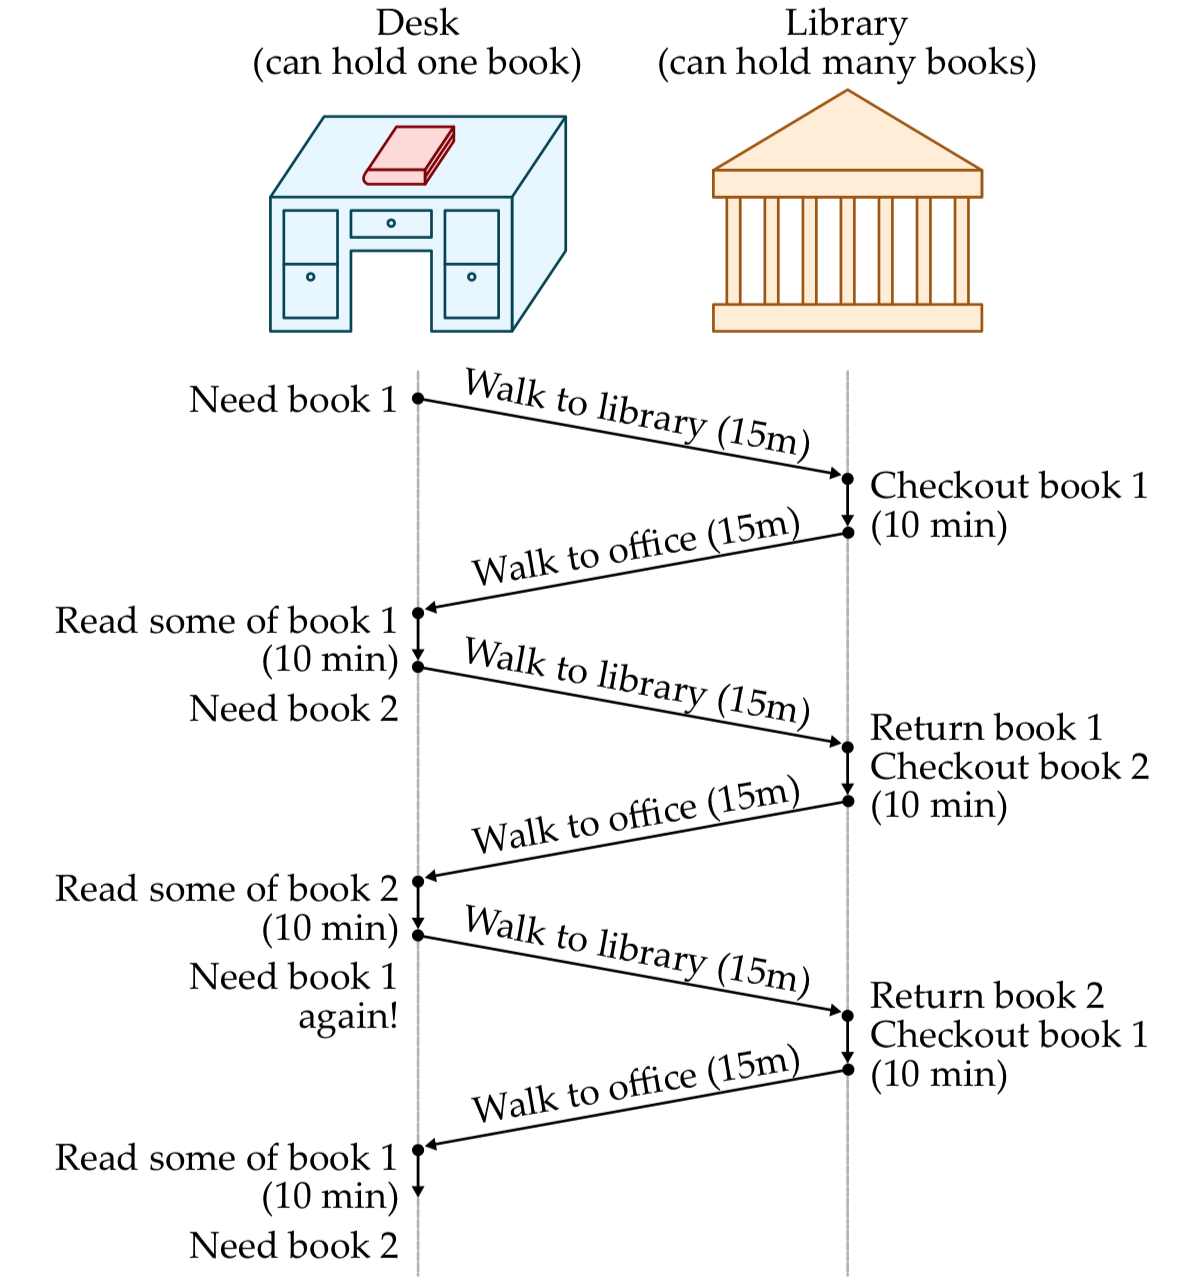 Desk
(can hold one book)
Library
(can hold many books)
Need book 1
Walk to library (15m)
Checkout book 1
(10 min)
Walk to office (15m)
Read some of book 1
(10 min)
Need book 2
Walk to library (15m)
Return book 1
Checkout book 2
(10 min)
Walk to office (15m)
Read some of book 2
(10 min)
Need book 1
again!
Walk to library (15m)
Return book 2
Checkout book 1
(10 min)
Walk to office (15m)
Read some of book 1
(10 min)
Need book 2